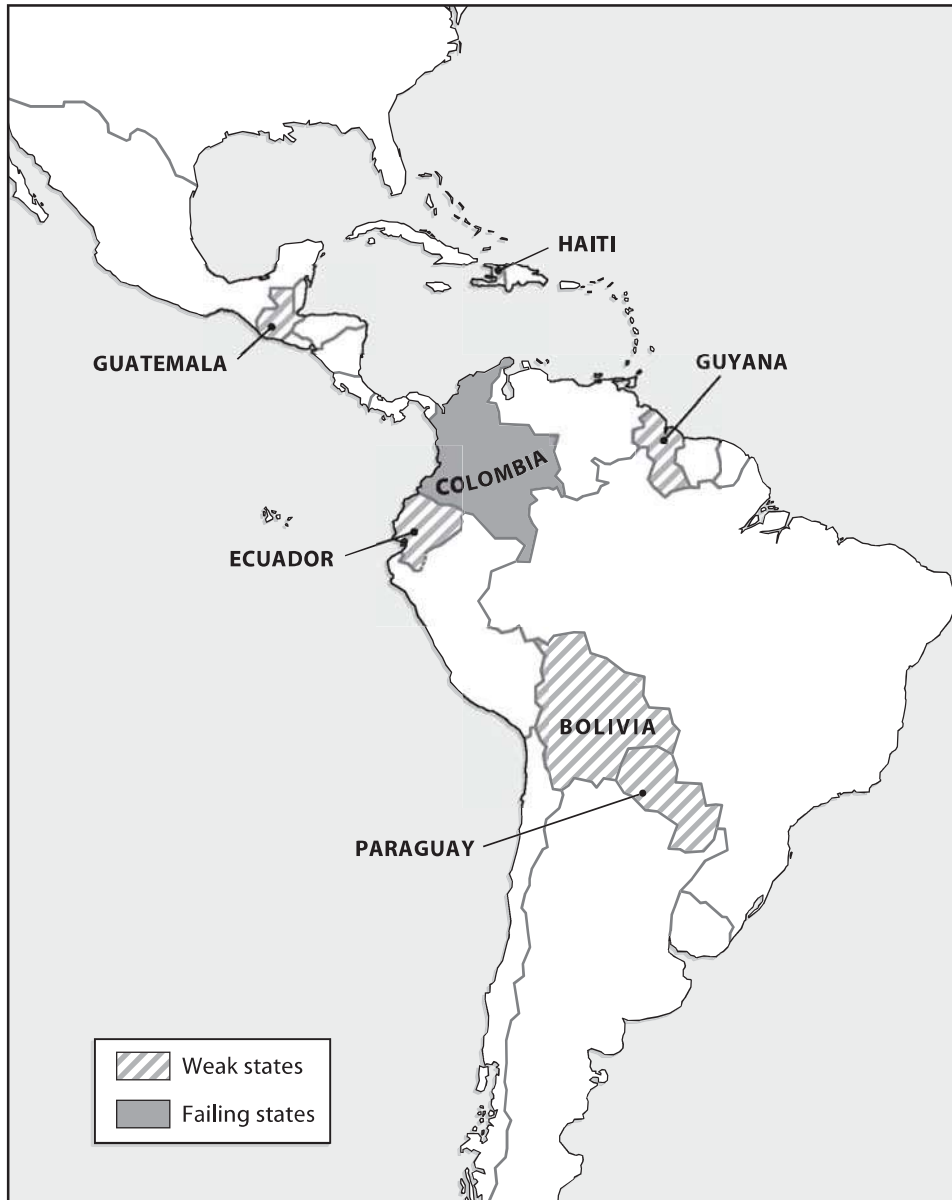 HAITI
GUATEMALA
GUYANA
COLOMBIA
ECUADOR
BOLIVIA
PARAGUAY
Weak states
Failing states